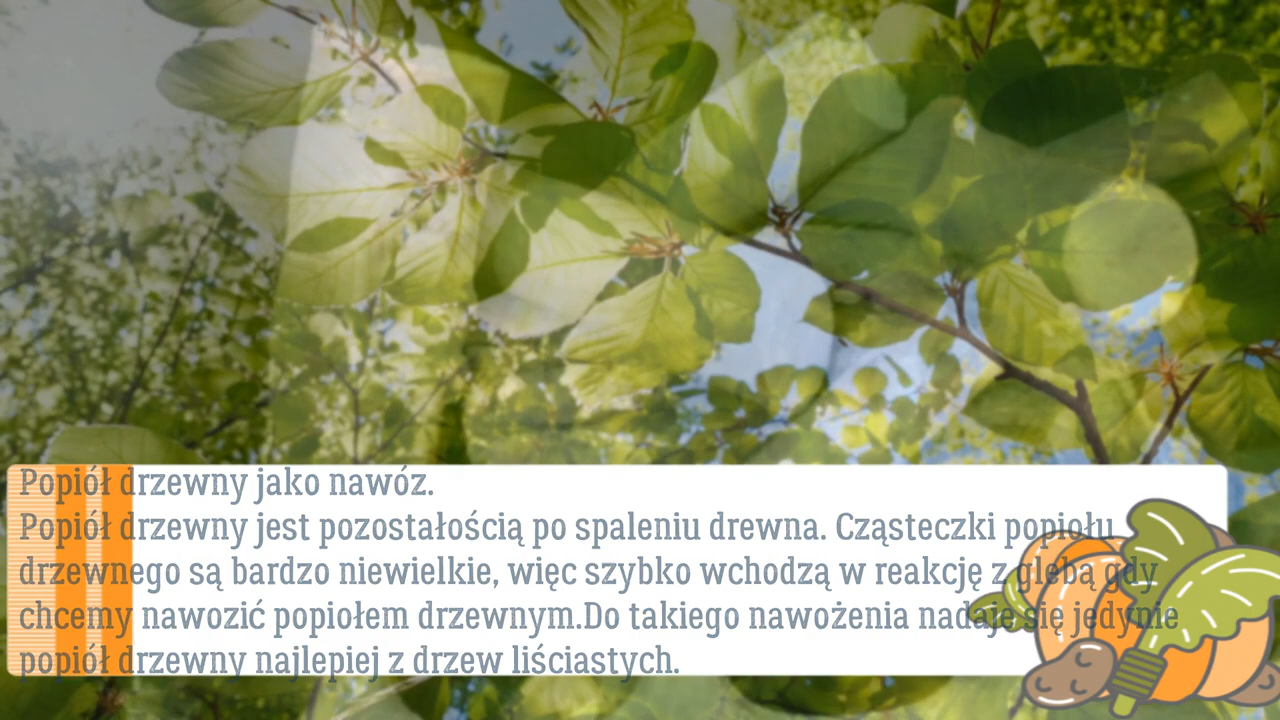 Popiół drzewny jako nawóz.
Popiół drzewny jest pozostałością po spaleniu drewna. Cząsteczki popiołu
drzewnego są bardzo niewielkie, więc szybko wchodzą w reakcję z glebą gdy
chcemy nawozić popiołem drzewnym.Do takiego nawożenia nadaje się jedynie
popiół drzewny najlepiej z drzew liściastych.